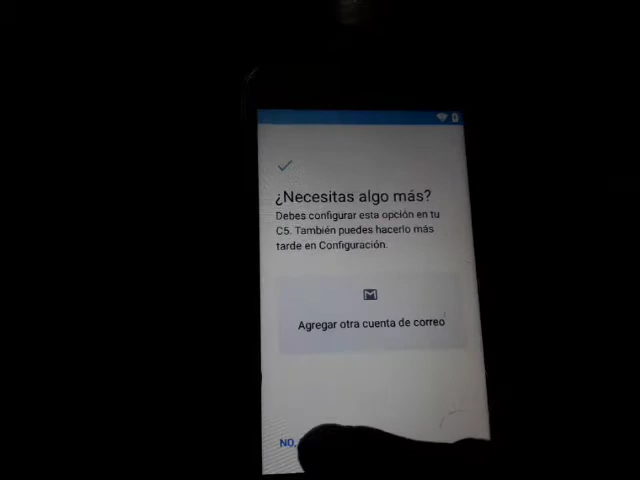 ¿Necesitas algo más?
Debes configurar esta opción en tu
C5. También puedes hacerlo más
tarde en Configuración.
Agregar otra cuenta de correo
NO,